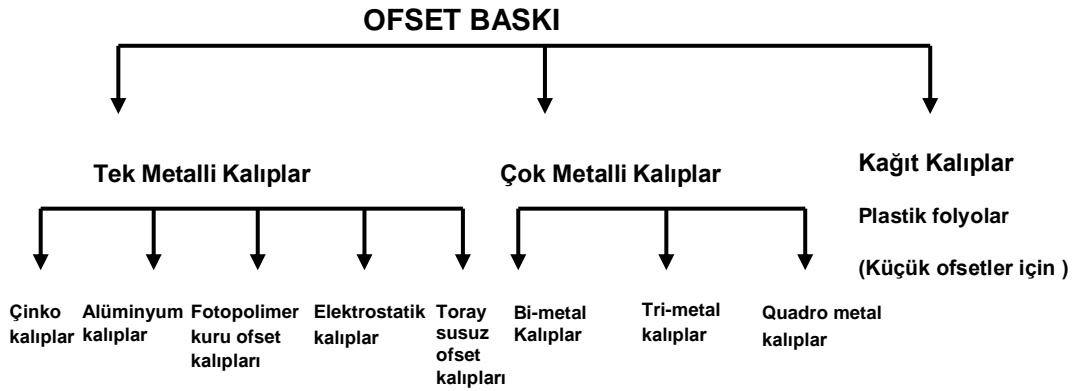 OFSET BASKI
Tek Metalli Kalıplar
Çok Metalli Kalıplar
Kağıt Kalıplar
Plastik folyolar
(Küçük ofsetler için )
Çinko
kalıplar
Alüminyum
kalıplar
Fotopolimer
kuru ofset
kalıpları
Elektrostatik
kalıplar
Toray
susuz
ofset
kalıpları
Bi-metal
Kalıplar
Tri-metal
kalıplar
Quadro metal
kalıplar